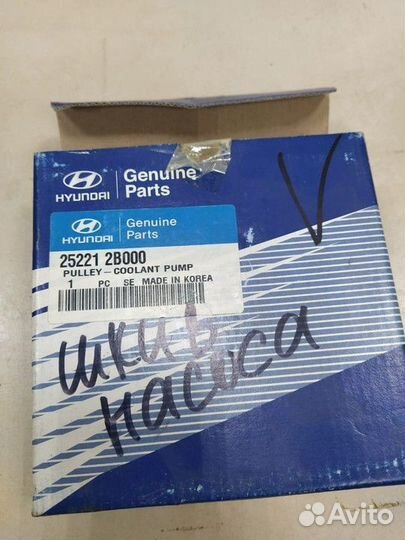 HYUNDAI
Genuine
Parts
HYUNDAI
Genuine
Parts
25221 2B000
PULLEY-COOLANT PUMP
1 PC SE MADE IN KOREA
V
шкив
насоса
Avito